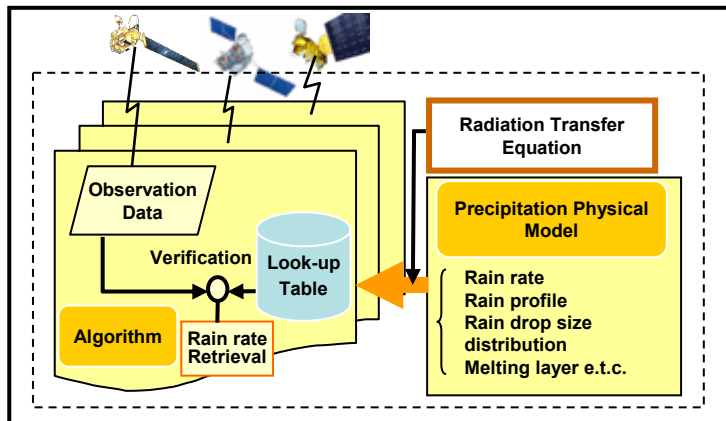 Radiation Transfer
Equation
Observation
Data
Precipitation Physical
Model
Verification
Look-up
Table
Rain rate
Rain profile
Rain drop size
distribution
Melting layer e.t.c.
Algorithm
Rain rate
Retrieval